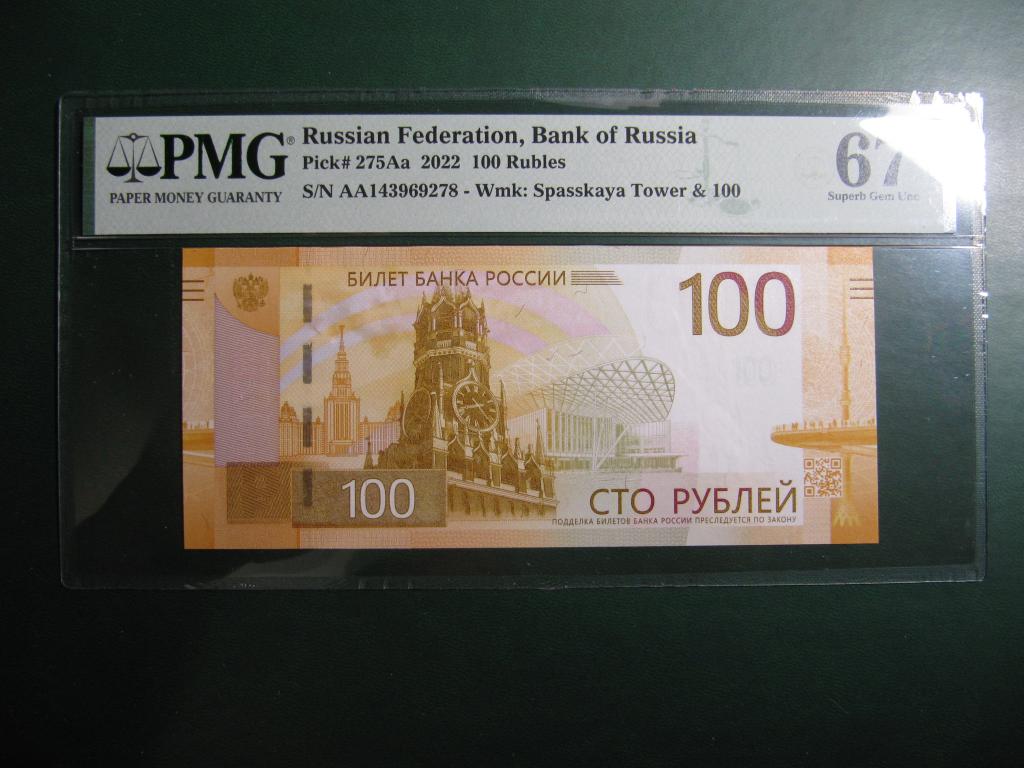 PMG®
PAPER MONEY GUARANTY
Russian Federation, Bank of Russia
Pick# 275Aa 2022 100 Rubles
S/N AA143969278 - Wmk: Spasskaya Tower & 100
67
Superb Gem Unc
БИЛЕТ БАНКА РОССИИ
100
100
СТО РУБЛЕЙ
ПОДДЕЛКА БИЛЕТОВ БАНКА РОССИИ ПРЕСЛЕДУЕТСЯ ПО ЗАКОНУ